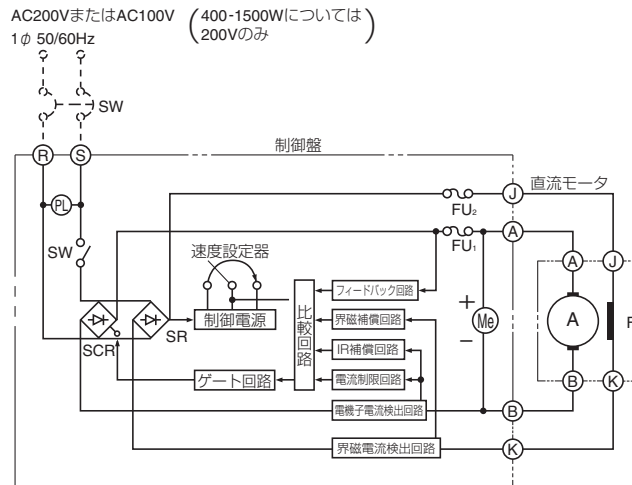 AC200VまたはAC100V
(400-1500Wについては
200Vのみ)
1φ 50/60Hz
SW
制御盤
R
S
J
直流モータ
PL
FU₂
SW
FU₁
A
速度設定器
A
J
フィードバック回路
比較回路
+
Me
−
A
F
制御電源
界磁補償回路
SR
SCR
IR補償回路
ゲート回路
電流制限回路
B
K
電機子電流検出回路
B
界磁電流検出回路
K